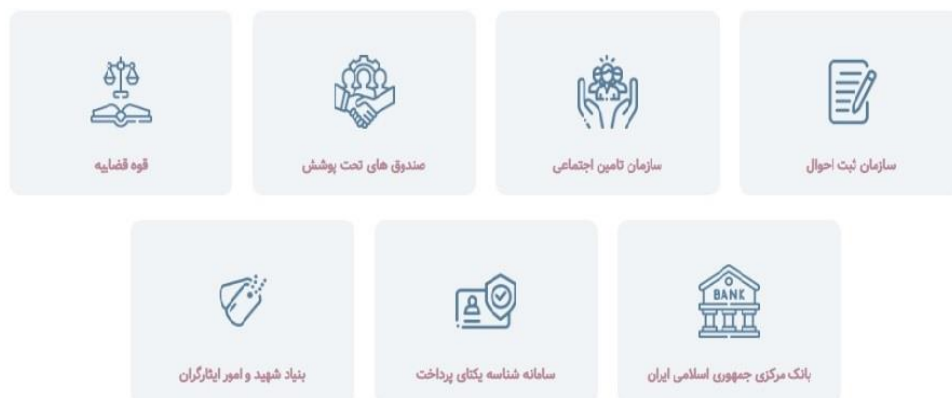 سازمان ثبت احوال
سازمان تامین اجتماعی
صندوق های تحت پوشش
قوه قضاییه
BANK
بانک مرکزی جمهوری اسلامی ایران
سامانه شناسه یکتای پرداخت
بنیاد شهید و امور ایثارگران